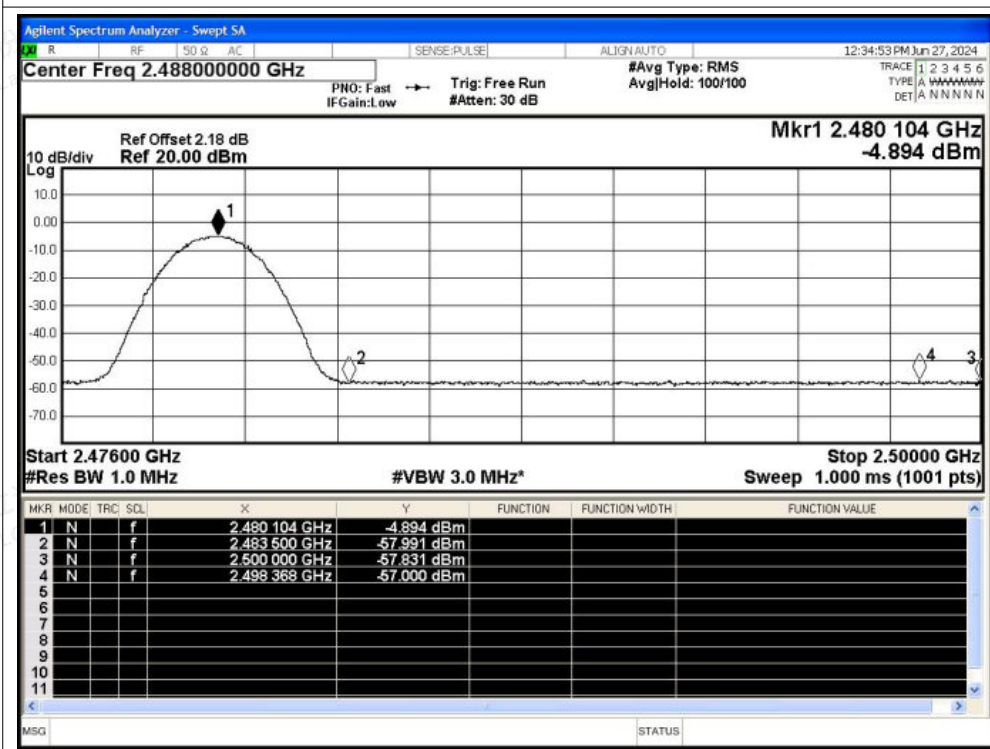 Agilent Spectrum Analyzer - Swept SA
R RF 50 Ω AC SENSE:PULSE ALIGN AUTO 12:34:53 PM Jun 27, 2024
Center Freq 2.488000000 GHz
PNO: Fast Trig: Free Run
IFGain:Low #Atten: 30 dB
#Avg Type: RMS
Avg|Hold: 100/100
TRACE 1 2 3 4 5 6
TYPE A WWWWW
DET A N N N N N
Ref Offset 2.18 dB
10 dB/div Ref 20.00 dBm
Log
Mkr1 2.480 104 GHz
-4.894 dBm
10.0
0.00
-10.0
-20.0
-30.0
-40.0
-50.0
-60.0
-70.0
1
2
4
3
Start 2.47600 GHz Stop 2.50000 GHz
#Res BW 1.0 MHz #VBW 3.0 MHz* Sweep 1.000 ms (1001 pts)
MKR MODE TRC SCL X Y FUNCTION FUNCTION WIDTH FUNCTION VALUE
1 N f 2.480 104 GHz -4.894 dBm
2 N f 2.483 500 GHz -57.991 dBm
3 N f 2.500 000 GHz -57.831 dBm
4 N f 2.498 368 GHz -57.000 dBm
5
6
7
8
9
10
11
MSG STATUS